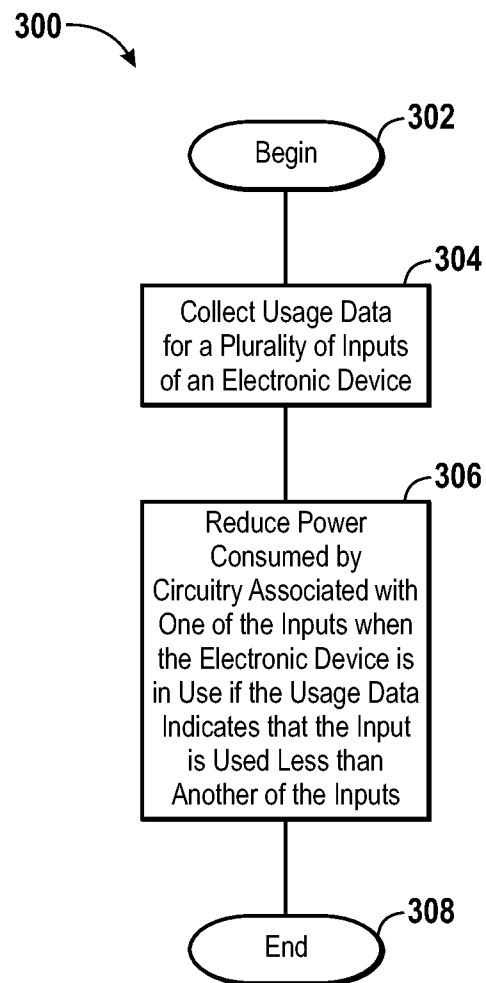 300
302
Begin
304
Collect Usage Data
for a Plurality of Inputs
of an Electronic Device
306
Reduce Power
Consumed by
Circuitry Associated with
One of the Inputs when
the Electronic Device is
in Use if the Usage Data
Indicates that the Input
is Used Less than
Another of the Inputs
308
End